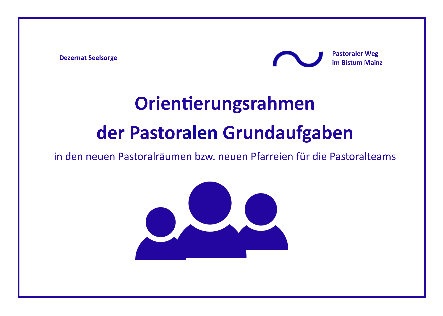 Dezernat Seelsorge
Pastoraler Weg
im Bistum Mainz
Orientierungsrahmen
der Pastoralen Grundaufgaben
in den neuen Pastoralräumen bzw. neuen Pfarreien für die Pastoralteams